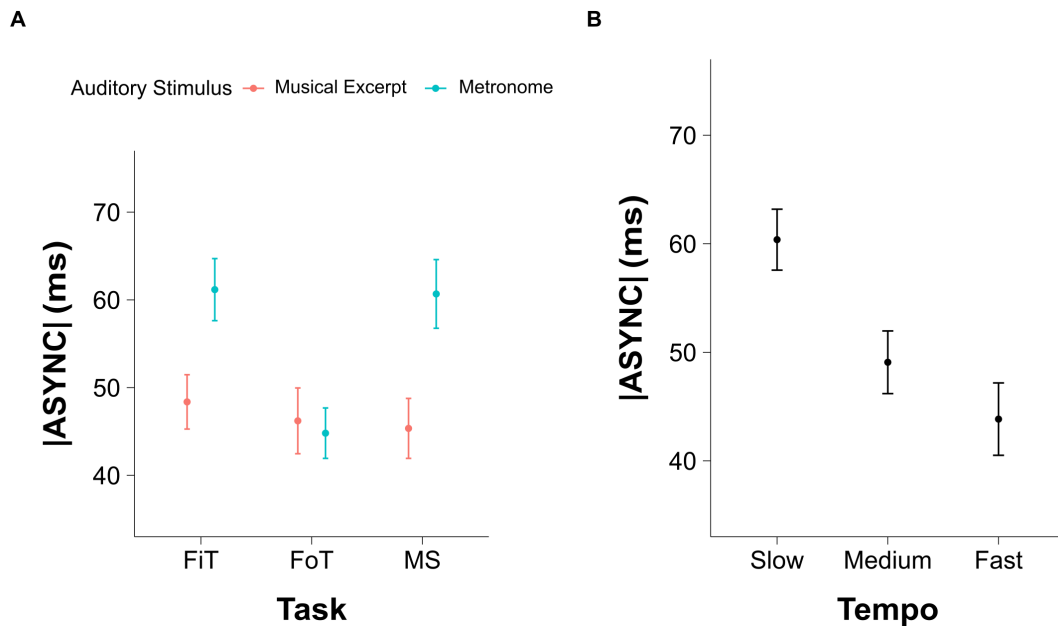 A
Auditory Stimulus Musical Excerpt Metronome
|ASYNC| (ms)
70
60
50
40
FiT FoT MS
Task
B
|ASYNC| (ms)
70
60
50
40
Slow Medium Fast
Tempo